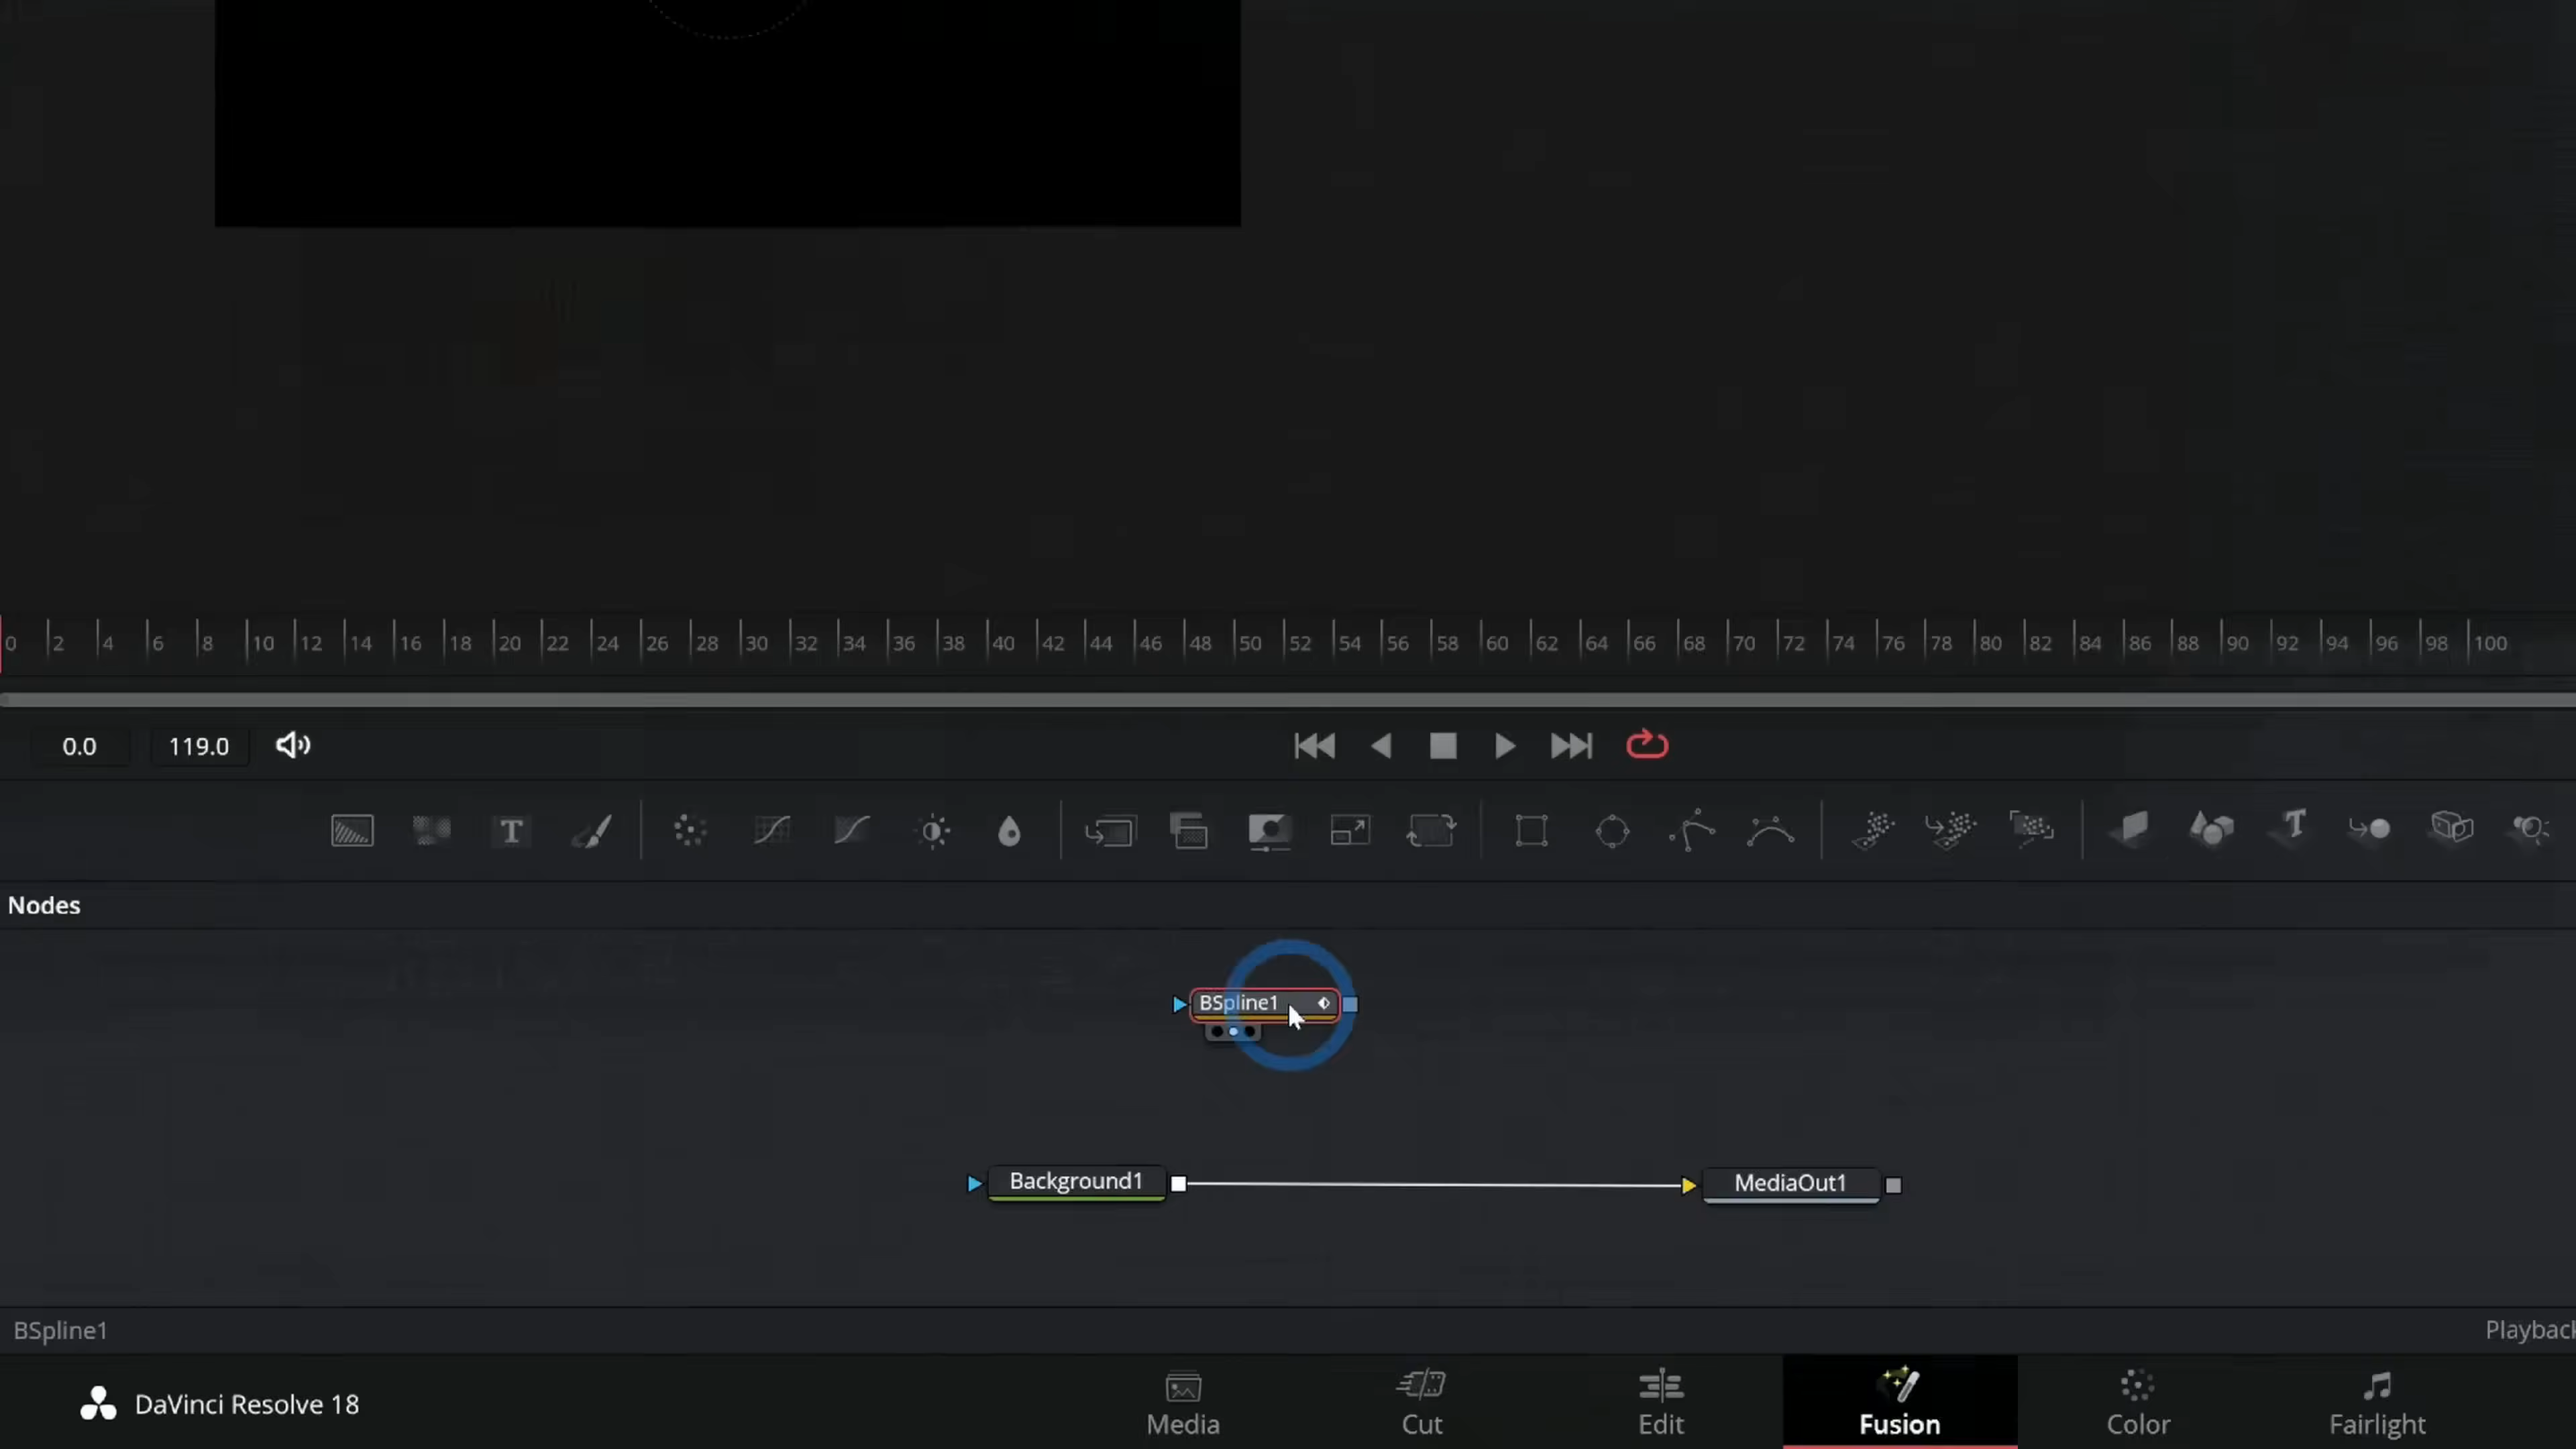 0 2 4 6 8 10 12 14 16 18 20 22 24 26 28 30 32 34 36 38 40 42 44 46 48 50 52 54 56 58 60 62 64 66 68 70 72 74 76 78 80 82 84 86 88 90 92 94 96 98 100
0.0 119.0
T T
Nodes
BSpline1
Background1 MediaOut1
BSpline1 Playback
DaVinci Resolve 18 Media Cut Edit Fusion Color Fairlight